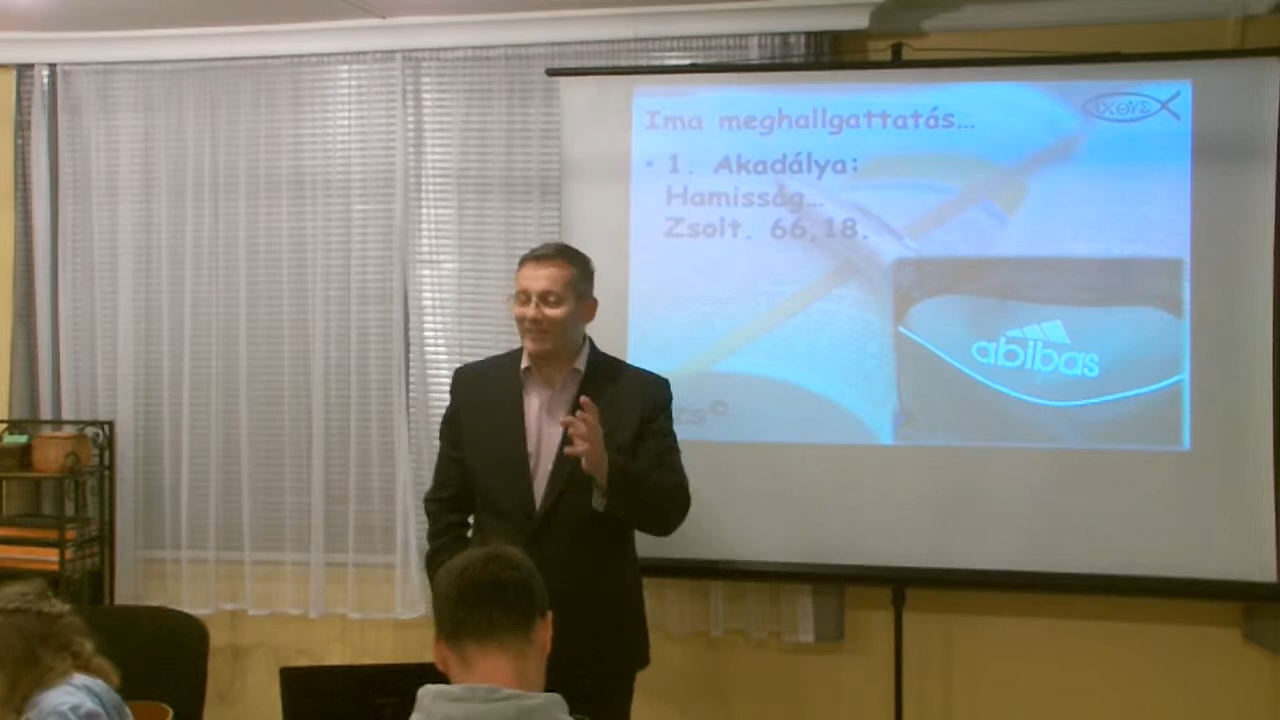 Ima meghallgattatás…
ΙΧΘΥΣ
• 1. Akadálya:
Hamisság…
Zsolt. 66,18.
abibas